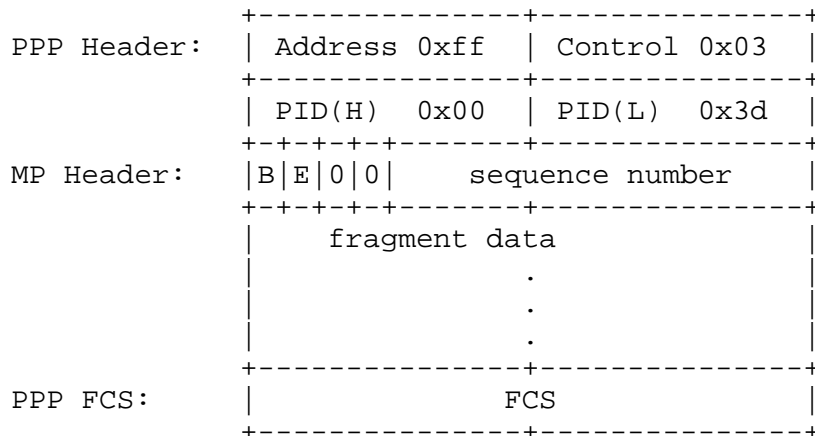 +---------------+---------------+
PPP Header:   | Address 0xff  | Control 0x03  |
              +---------------+---------------+
              | PID(H)  0x00  | PID(L)  0x3d  |
              +-+-+-+-+-------+---------------+
MP Header:    |B|E|0|0|   sequence number     |
              +-+-+-+-+-------+---------------+
              |    fragment data              |
              |               .               |
              |               .               |
              |               .               |
              +---------------+---------------+
PPP FCS:      |              FCS              |
              +---------------+---------------+